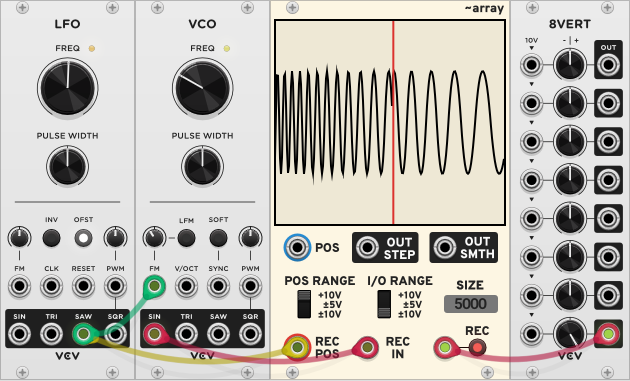 LFO
FREQ
PULSE WIDTH
INV OFST
FM CLK RESET PWM
SIN TRI SAW SQR
VCV
VCO
FREQ
PULSE WIDTH
LFM SOFT
FM V/OCT SYNC PWM
SIN TRI SAW SQR
VCV
~array
POS
OUT STEP
OUT SMTH
POS RANGE
+10V
±5V
±10V
I/O RANGE
+10V
±5V
±10V
SIZE
5000
REC POS
REC IN
REC
8VERT
10V - | + OUT
VCV